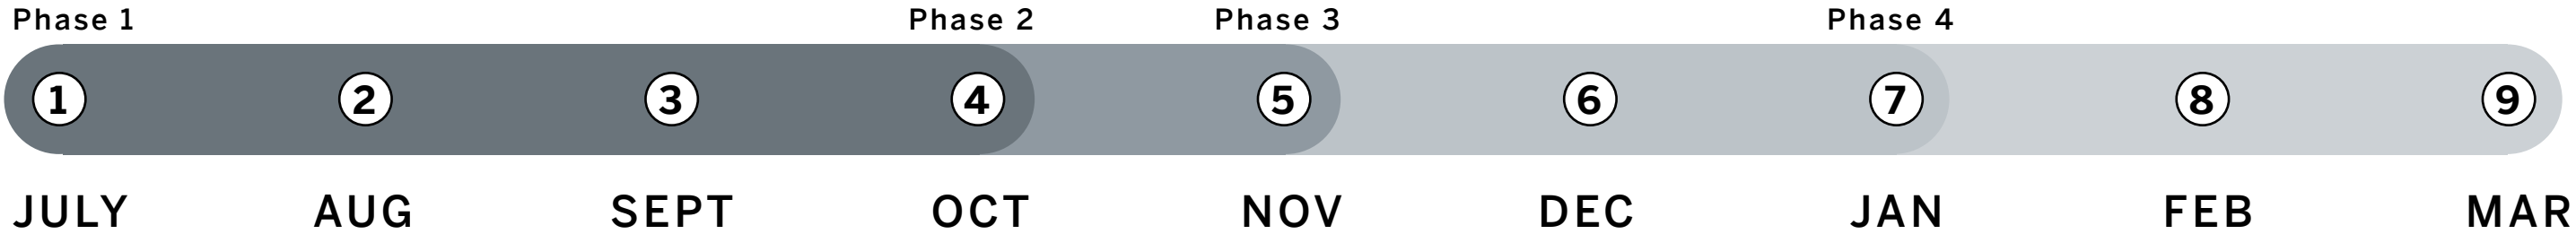 Phase 1 Phase 2 Phase 3 Phase 4
1 2 3 4 5 6 7 8 9
JULY AUG SEPT OCT NOV DEC JAN FEB MAR